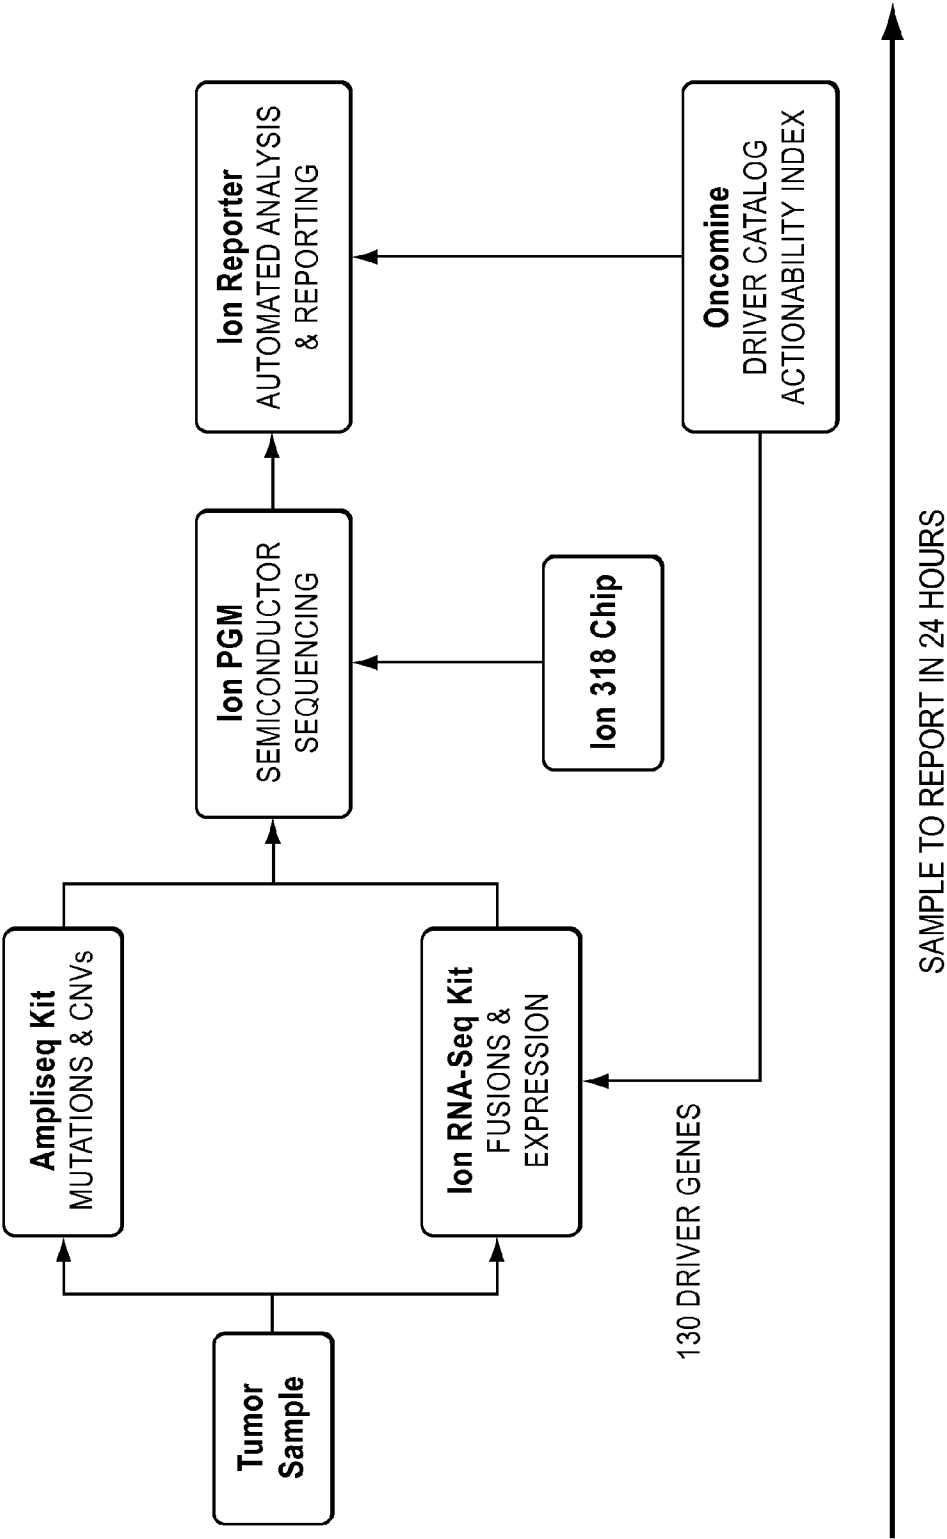 Tumor
Sample
Ampliseq Kit
MUTATIONS & CNVs
Ion RNA-Seq Kit
FUSIONS &
EXPRESSION
130 DRIVER GENES
Ion PGM
SEMICONDUCTOR
SEQUENCING
Ion 318 Chip
Ion Reporter
AUTOMATED ANALYSIS
& REPORTING
Oncomine
DRIVER CATALOG
ACTIONABILITY INDEX
SAMPLE TO REPORT IN 24 HOURS